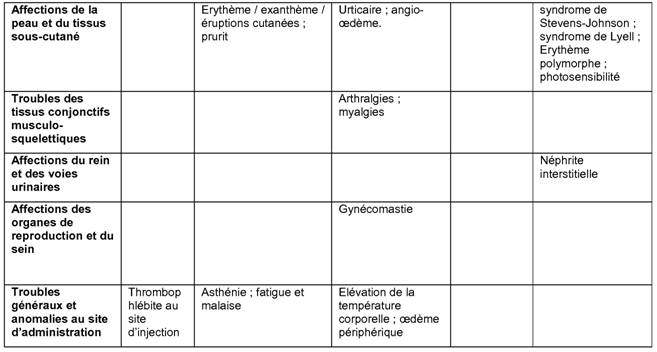 Affections de la
peau et du tissus
sous-cutané
Erythème / exanthème /
éruptions cutanées ;
prurit
Urticaire ; angio-
œdème.
syndrome de
Stevens-Johnson ;
syndrome de Lyell ;
Erythème
polymorphe ;
photosensibilité
Troubles des
tissus conjonctifs
musculo-
squelettiques
Arthralgies ;
myalgies
Affections du rein
et des voies
urinaires
Néphrite
interstitielle
Affections des
organes de
reproduction et du
sein
Gynécomastie
Troubles
généraux et
anomalies au site
d'administration
Thrombop
hlébite au
site
d'injection
Asthénie ; fatigue et
malaise
Elévation de la
température
corporelle ; œdème
périphérique